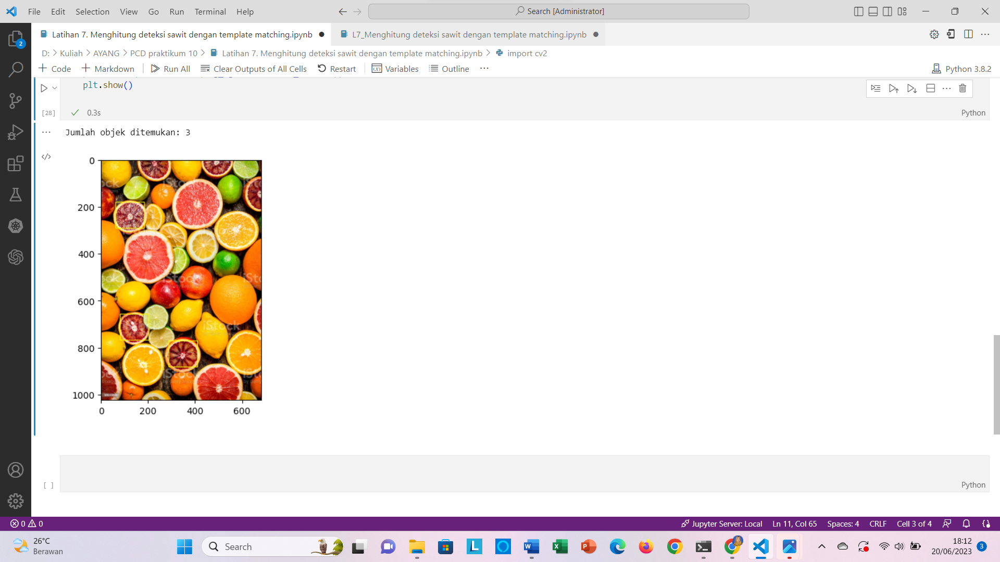 File Edit Selection View Go Run Terminal Help
Search [Administrator]
Latihan 7. Menghitung deteksi sawit dengan template matching.ipynb
L7_Menghitung deteksi sawit dengan template matching.ipynb
D: > Kuliah > AYANG > PCD praktikum 10 > Latihan 7. Menghitung deteksi sawit dengan template matching.ipynb > import cv2
+ Code + Markdown Run All Clear Outputs of All Cells Restart Variables Outline ...
Python 3.8.2
plt.show()
[28] 0.3s
Python
Jumlah objek ditemukan: 3
0
200
400
600
800
1000
0 200 400 600
iStock
iStock
iStock
[ ]
Python
2
0 0
Jupyter Server: Local Ln 11, Col 65 Spaces: 4 CRLF Cell 3 of 4
26°C
Berawan
Search
18:12
20/06/2023
3